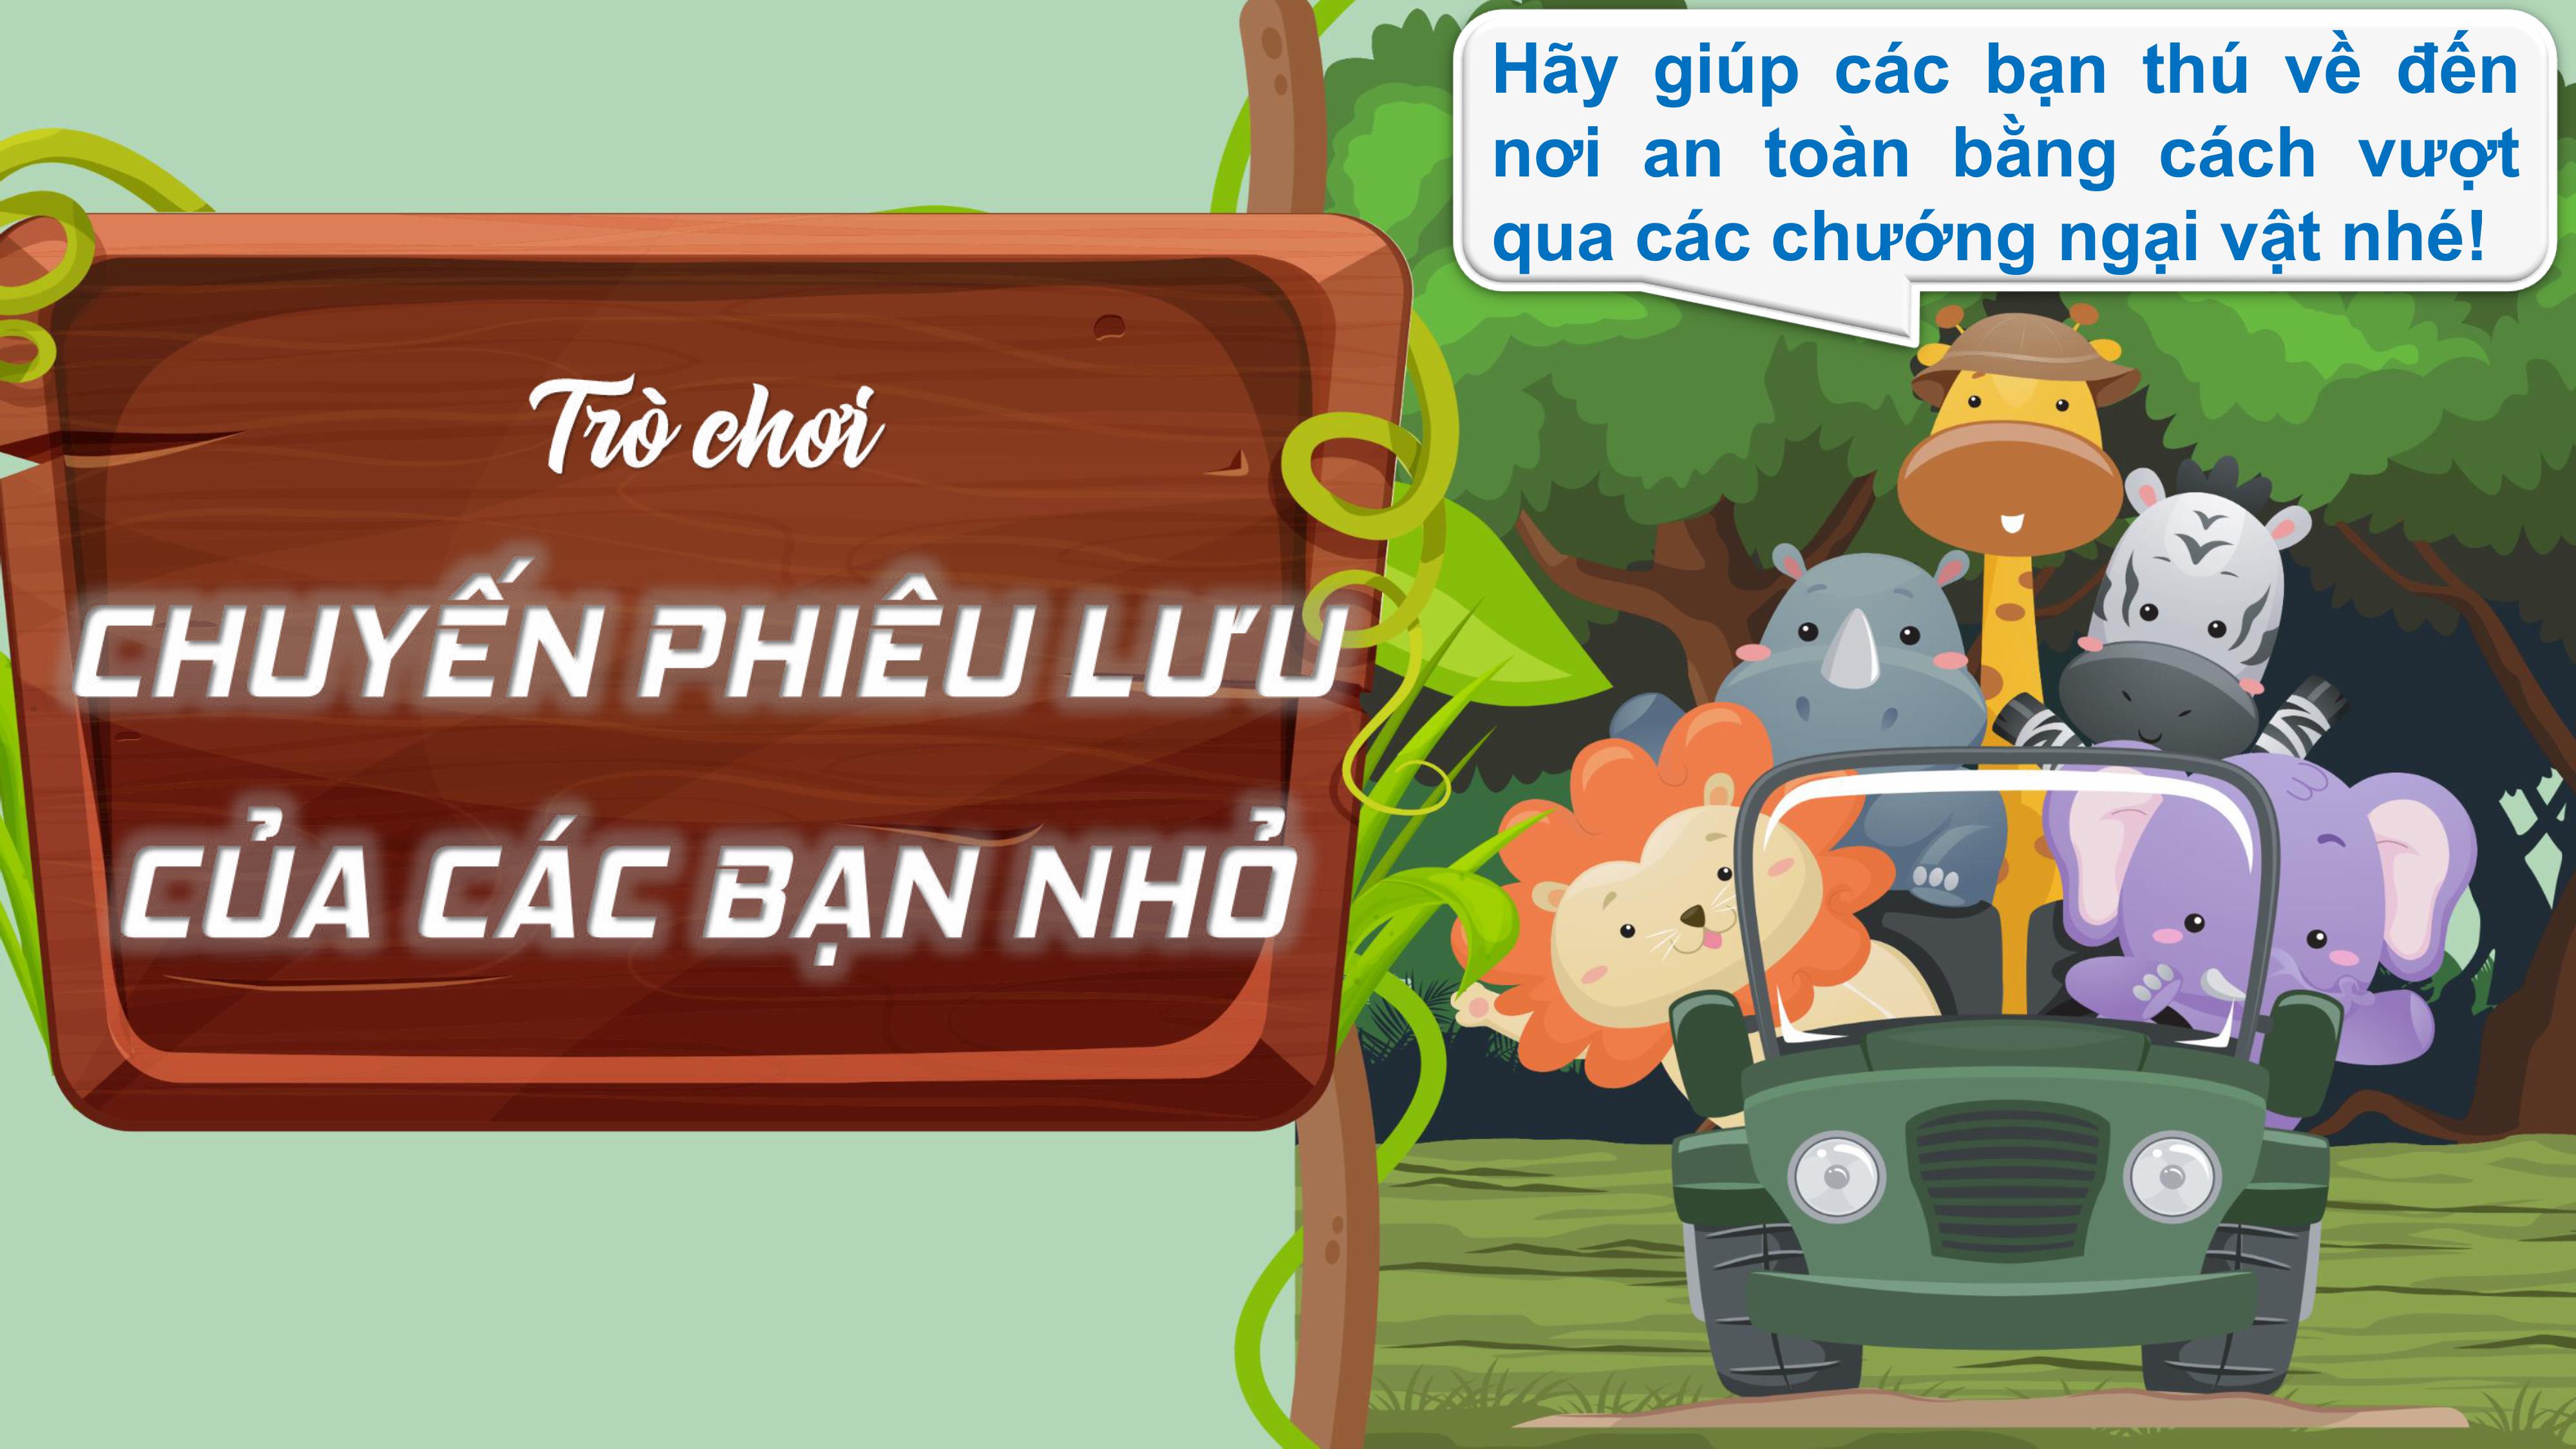 Hãy giúp các bạn thú về đến
nơi an toàn bằng cách vượt
qua các chướng ngại vật nhé!
Trò chơi
CHUYẾN PHIÊU LƯU
CỦA CÁC BẠN NHỎ